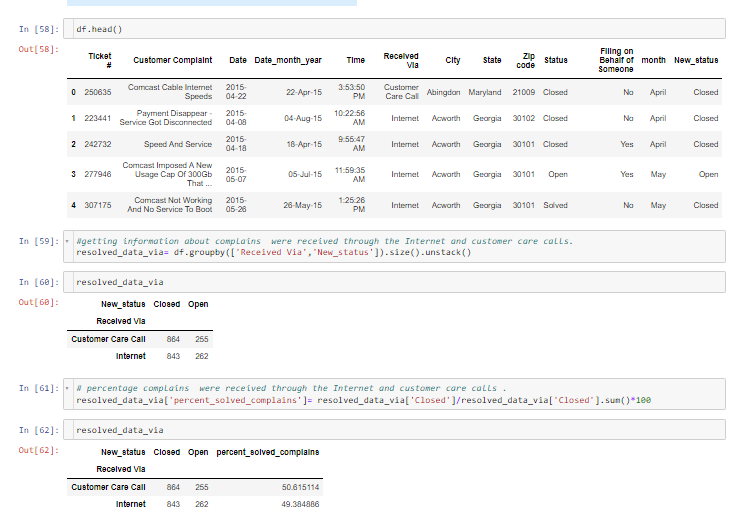 In [58]: df.head()
Out[58]:
Ticket # Customer Complaint Date Date_month_year Time Received Via City State Zip code Status Filing on Behalf of Someone month New_status
0 250635 Comcast Cable Internet Speeds 2015-04-22 22-Apr-15 3:53:50 PM Customer Care Call Abingdon Maryland 21009 Closed No April Closed
1 223441 Payment Disappear - Service Got Disconnected 2015-04-08 04-Aug-15 10:22:56 AM Internet Acworth Georgia 30102 Closed No April Closed
2 242732 Speed And Service 2015-04-18 18-Apr-15 9:55:47 AM Internet Acworth Georgia 30101 Closed Yes April Closed
3 277946 Comcast Imposed A New Usage Cap Of 300Gb That ... 2015-05-07 05-Jul-15 11:59:35 AM Internet Acworth Georgia 30101 Open Yes May Open
4 307175 Comcast Not Working And No Service To Boot 2015-05-26 26-May-15 1:25:26 PM Internet Acworth Georgia 30101 Solved No May Closed
In [59]: #getting information about complains  were received through the Internet and customer care calls.
resolved_data_via= df.groupby(['Received Via','New_status']).size().unstack()
In [60]: resolved_data_via
Out[60]:
New_status Closed Open
Received Via
Customer Care Call 864 255
Internet 843 262
In [61]: # percentage complains  were received through the Internet and customer care calls .
resolved_data_via['percent_solved_complains']= resolved_data_via['Closed']/resolved_data_via['Closed'].sum()*100
In [62]: resolved_data_via
Out[62]:
New_status Closed Open percent_solved_complains
Received Via
Customer Care Call 864 255 50.615114
Internet 843 262 49.384886